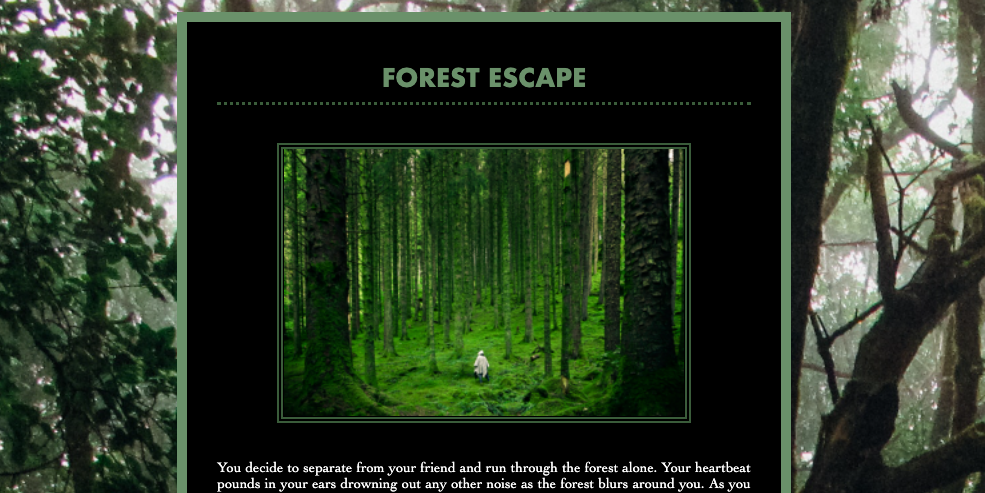 FOREST ESCAPE
You decide to separate from your friend and run through the forest alone. Your heartbeat
pounds in your ears drowning out any other noise as the forest blurs around you. As you